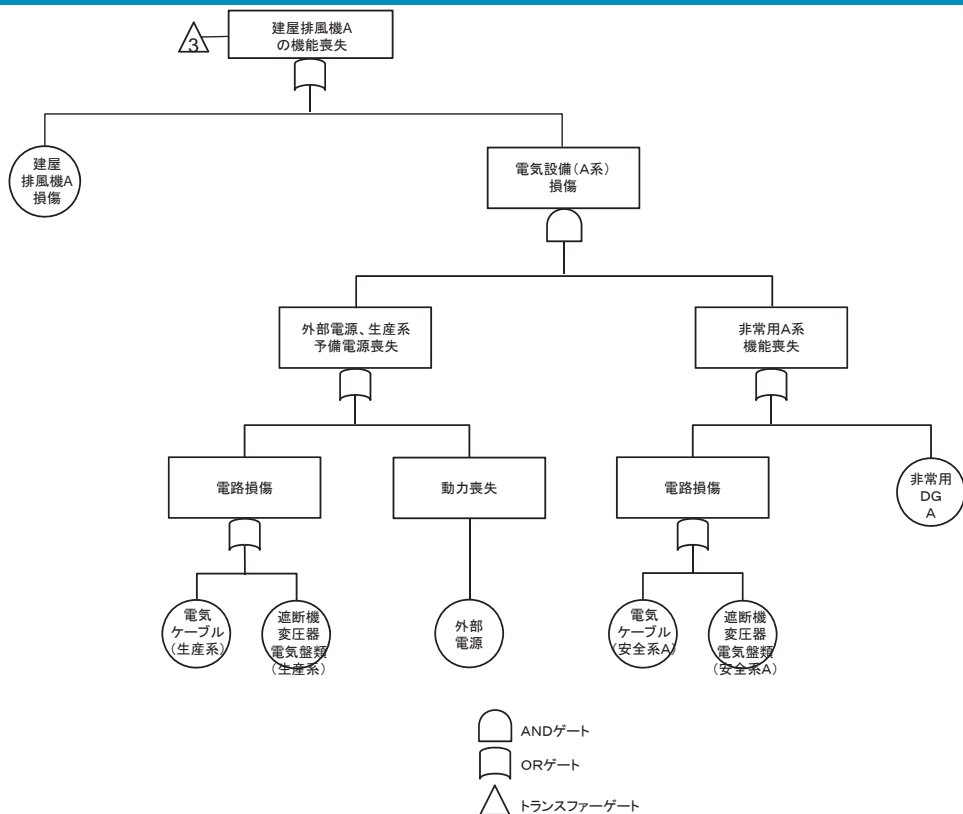 建屋排風機A
の機能喪失
3
建屋
排風機A
損傷
電気設備(A系)
損傷
外部電源、生産系
予備電源喪失
非常用A系
機能喪失
電路損傷
動力喪失
電路損傷
非常用
DG
A
電気
ケーブル
(生産系)
遮断機
変圧器
電気盤類
(生産系)
外部
電源
電気
ケーブル
(安全系A)
遮断機
変圧器
電気盤類
(安全系A)
ANDゲート
ORゲート
トランスファーゲート